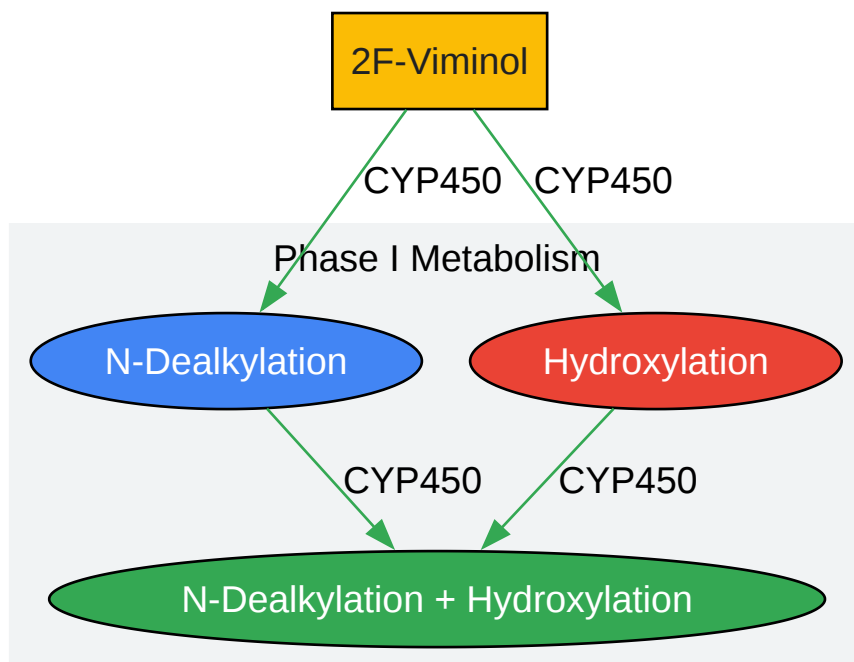 2F-Viminol
CYP450
CYP450
Phase I Metabolism
N-Dealkylation
Hydroxylation
CYP450
CYP450
N-Dealkylation + Hydroxylation